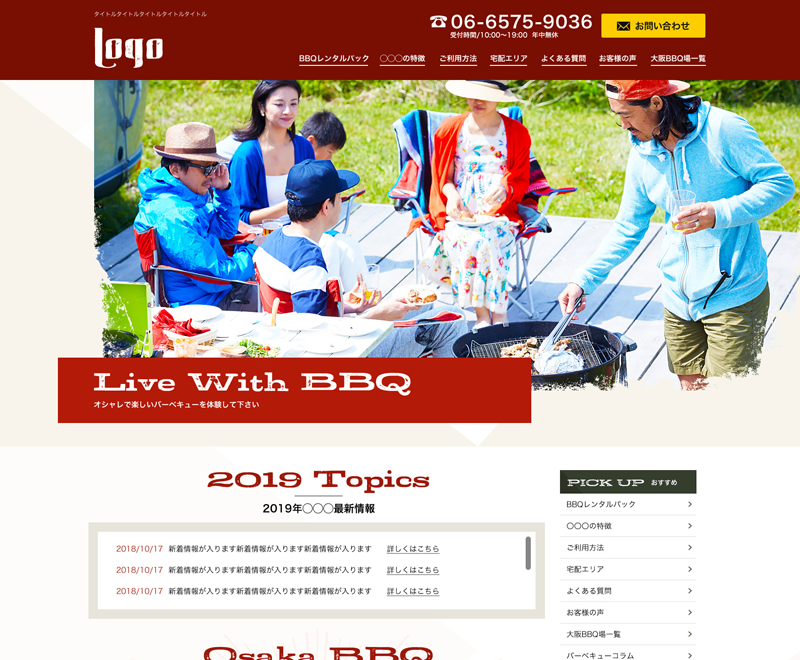 タイトルタイトルタイトルタイトルタイトル
logo
06-6575-9036
受付時間/10:00〜19:00 年中無休
お問い合わせ
BBQレンタルパック
〇〇〇の特徴
ご利用方法
宅配エリア
よくある質問
お客様の声
大阪BBQ場一覧
Live With BBQ
オシャレで楽しいバーベキューを体験して下さい
2019 Topics
2019年〇〇〇最新情報
2018/10/17 新着情報が入ります新着情報が入ります新着情報が入ります 詳しくはこちら
2018/10/17 新着情報が入ります新着情報が入ります新着情報が入ります 詳しくはこちら
2018/10/17 新着情報が入ります新着情報が入ります新着情報が入ります 詳しくはこちら
Osaka BBQ
PICK UP おすすめ
BBQレンタルパック
〇〇〇の特徴
ご利用方法
宅配エリア
よくある質問
お客様の声
大阪BBQ場一覧
バーベキューコラム